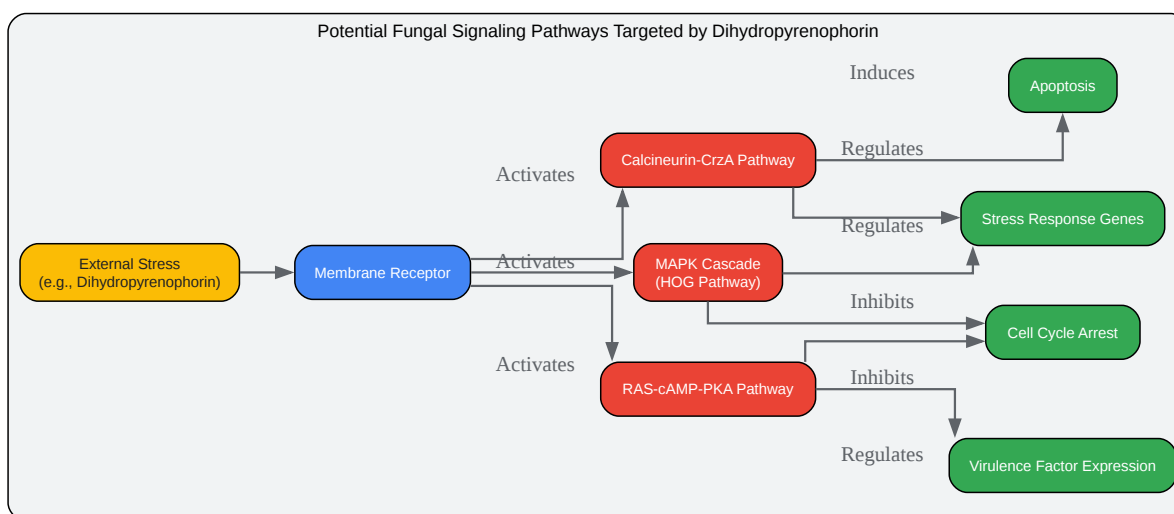 Potential Fungal Signaling Pathways Targeted by Dihydropyrenophorin
Induces
Apoptosis
Calcineurin-CrzA Pathway
Regulates
Activates
Stress Response Genes
Regulates
External Stress
(e.g., Dihydropyrenophorin)
Membrane Receptor
Activates
MAPK Cascade
(HOG Pathway)
Inhibits
Cell Cycle Arrest
Activates
RAS-cAMP-PKA Pathway
Inhibits
Regulates
Virulence Factor Expression